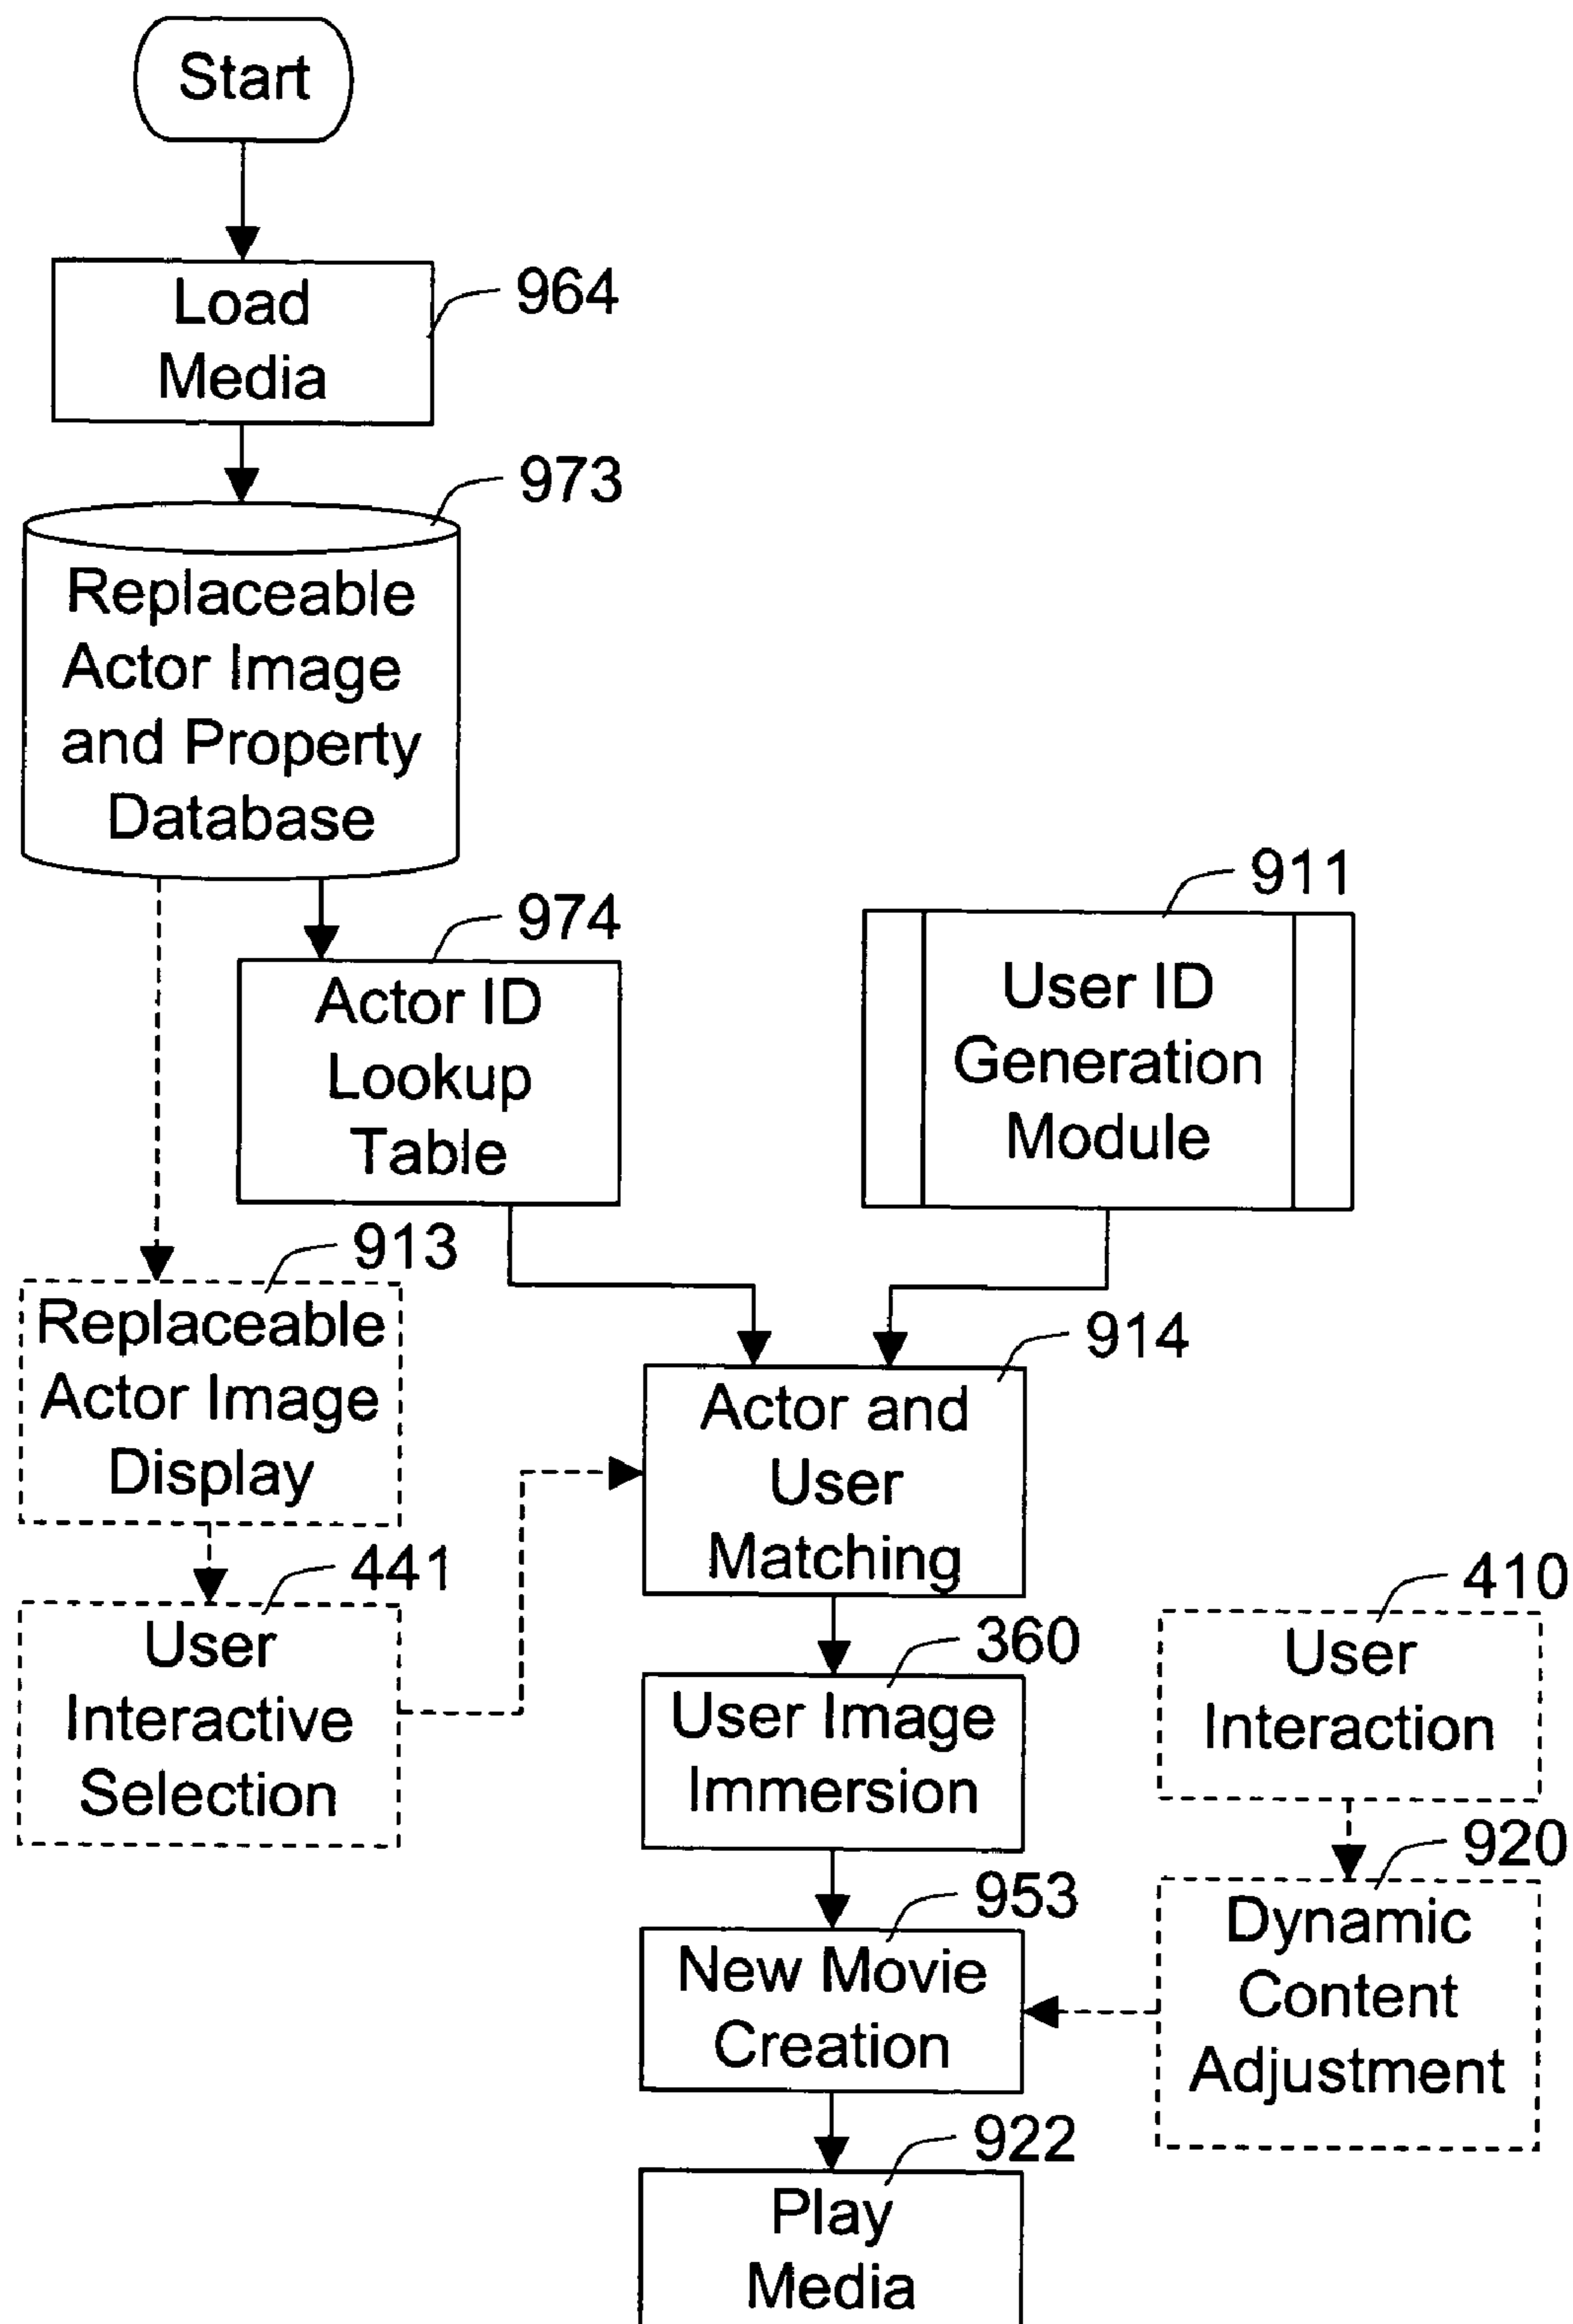 Start
Load
Media
964
973
Replaceable
Actor Image
and Property
Database
974
Actor ID
Lookup
Table
911
User ID
Generation
Module
913
Replaceable
Actor Image
Display
914
Actor and
User
Matching
441
User
Interactive
Selection
360
User Image
Immersion
410
User
Interaction
920
Dynamic
Content
Adjustment
953
New Movie
Creation
922
Play
Media